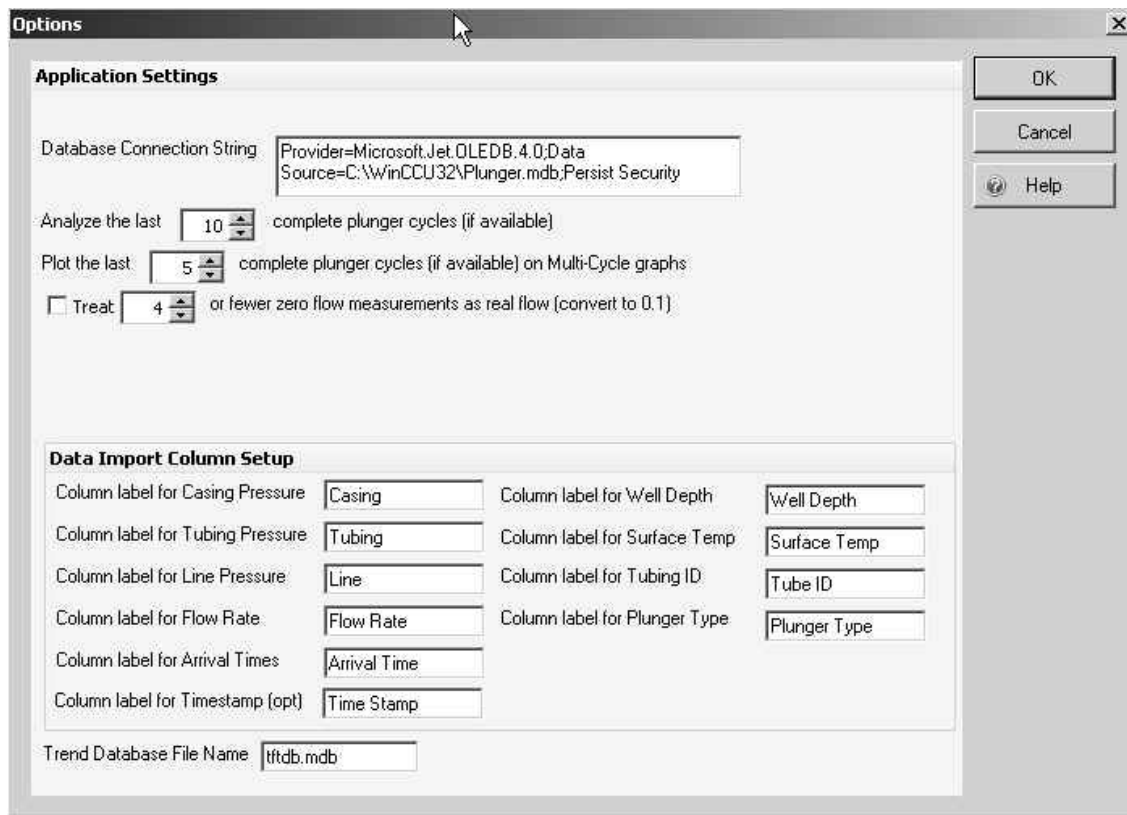 Options
Application Settings
OK
Cancel
Help
Database Connection String
Provider=Microsoft.Jet.OLEDB.4.0;Data
Source=C:\WinCCU32\Plunger.mdb;Persist Security
Analyze the last 10 complete plunger cycles (if available)
Plot the last 5 complete plunger cycles (if available) on Multi-Cycle graphs
Treat 4 or fewer zero flow measurements as real flow (convert to 0.1)
Data Import Column Setup
Column label for Casing Pressure Casing
Column label for Tubing Pressure Tubing
Column label for Line Pressure Line
Column label for Flow Rate Flow Rate
Column label for Arrival Times Arrival Time
Column label for Timestamp (opt) Time Stamp
Column label for Well Depth Well Depth
Column label for Surface Temp Surface Temp
Column label for Tubing ID Tube ID
Column label for Plunger Type Plunger Type
Trend Database File Name tftdb.mdb